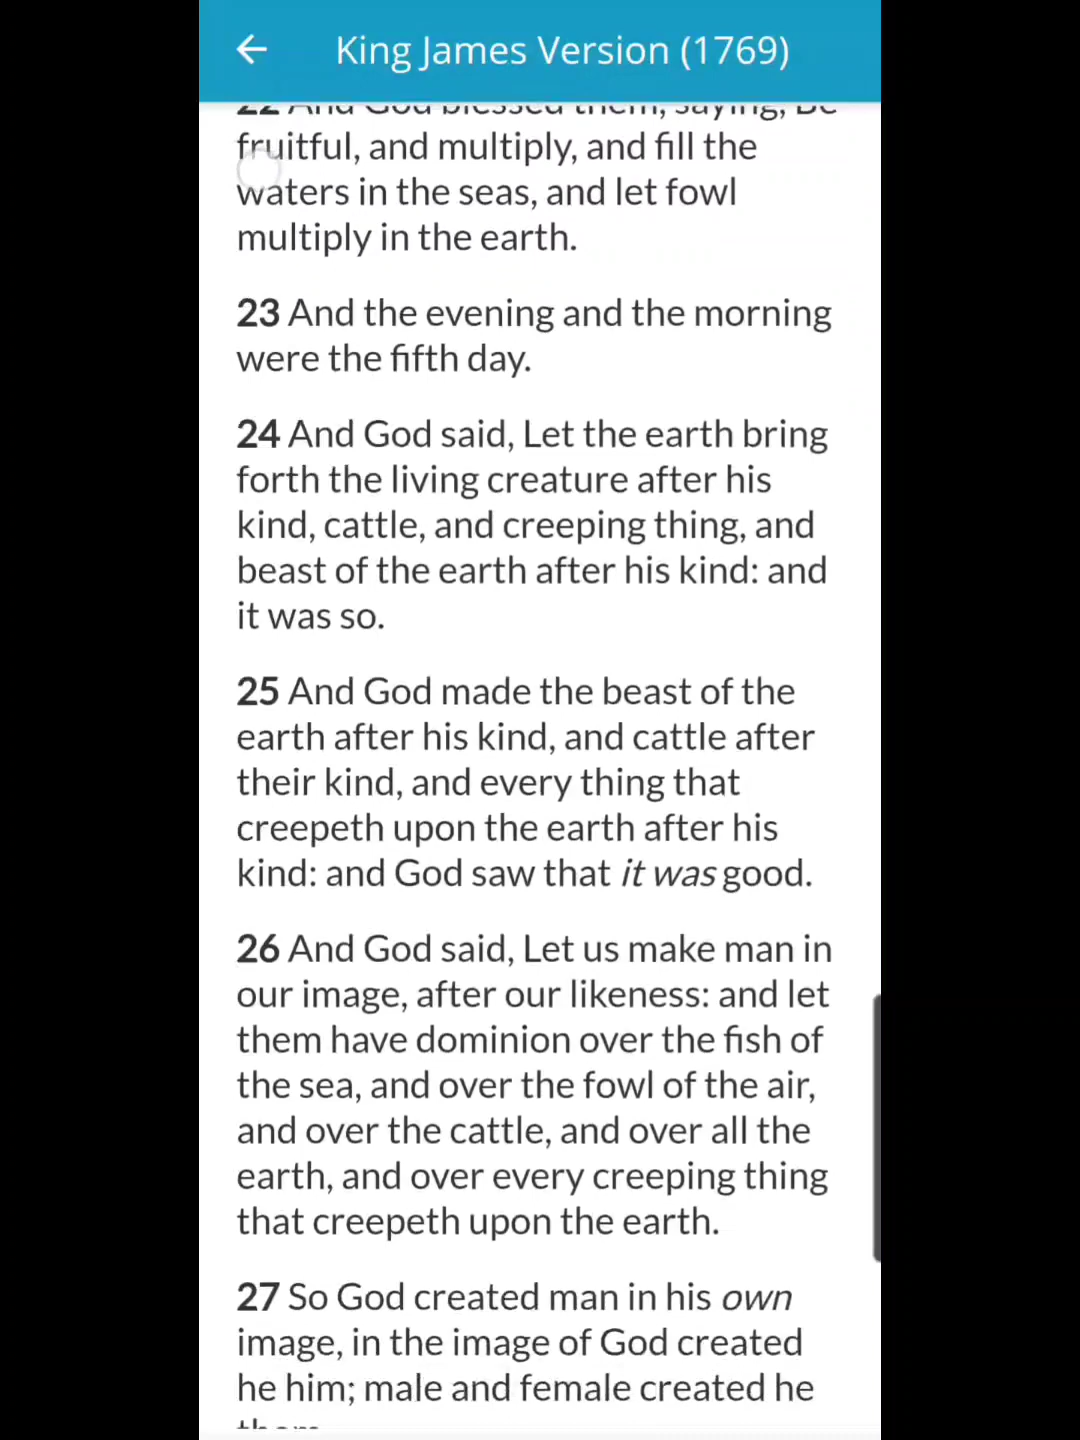 King James Version (1769)
22 And God blessed them, saying, Be
fruitful, and multiply, and fill the
waters in the seas, and let fowl
multiply in the earth.
23 And the evening and the morning
were the fifth day.
24 And God said, Let the earth bring
forth the living creature after his
kind, cattle, and creeping thing, and
beast of the earth after his kind: and
it was so.
25 And God made the beast of the
earth after his kind, and cattle after
their kind, and every thing that
creepeth upon the earth after his
kind: and God saw that it was good.
26 And God said, Let us make man in
our image, after our likeness: and let
them have dominion over the fish of
the sea, and over the fowl of the air,
and over the cattle, and over all the
earth, and over every creeping thing
that creepeth upon the earth.
27 So God created man in his own
image, in the image of God created
he him; male and female created he